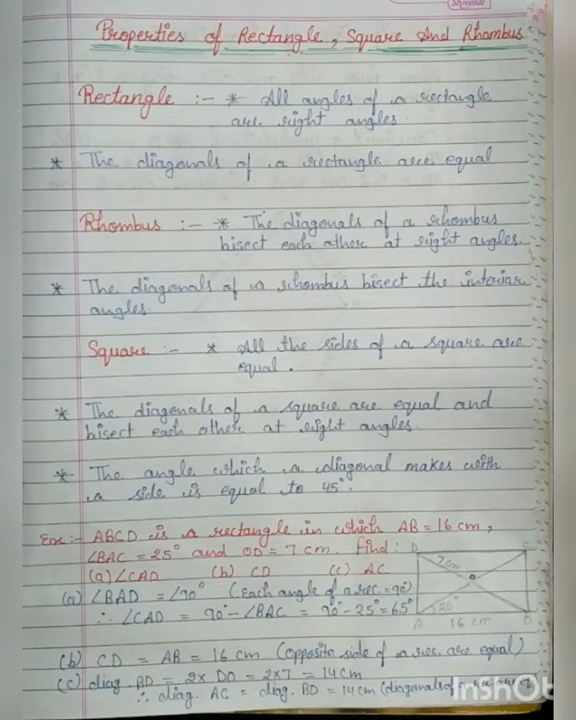 Properties of Rectangle, Square And Rhombus:-
Rectangle :- * All angles of a rectangle
are right angles.
* The diagonals of a rectangle are equal
Rhombus :- * The diagonals of a rhombus
bisect each other at right angles.
* The diagonals of a rhombus bisect the interior
angles.
Square :- * All the sides of a square are
equal.
* The diagonals of a square are equal and
bisect each other at right angles.
* The angle which a diagonal makes with
a side is equal to 45°.
Ex:- ABCD is a rectangle in which AB = 16 cm,
∠BAC = 25° and OD = 7 cm. find:
(a) ∠CAD (b) CD (c) AC
(a) ∠BAD = ∠90° (Each angle of a rec. = 90°)
∴ ∠CAD = 90° - ∠BAC = 90° - 25° = 65°
D C
7cm
O
25°
A B
16 cm
(b) CD = AB = 16 cm (opposite side of a rec. are equal)
(c) diag. BD = 2x DO = 2x7 = 14 cm
∴ diag. AC = diag. BD = 14 cm (diagonals of a
InShot